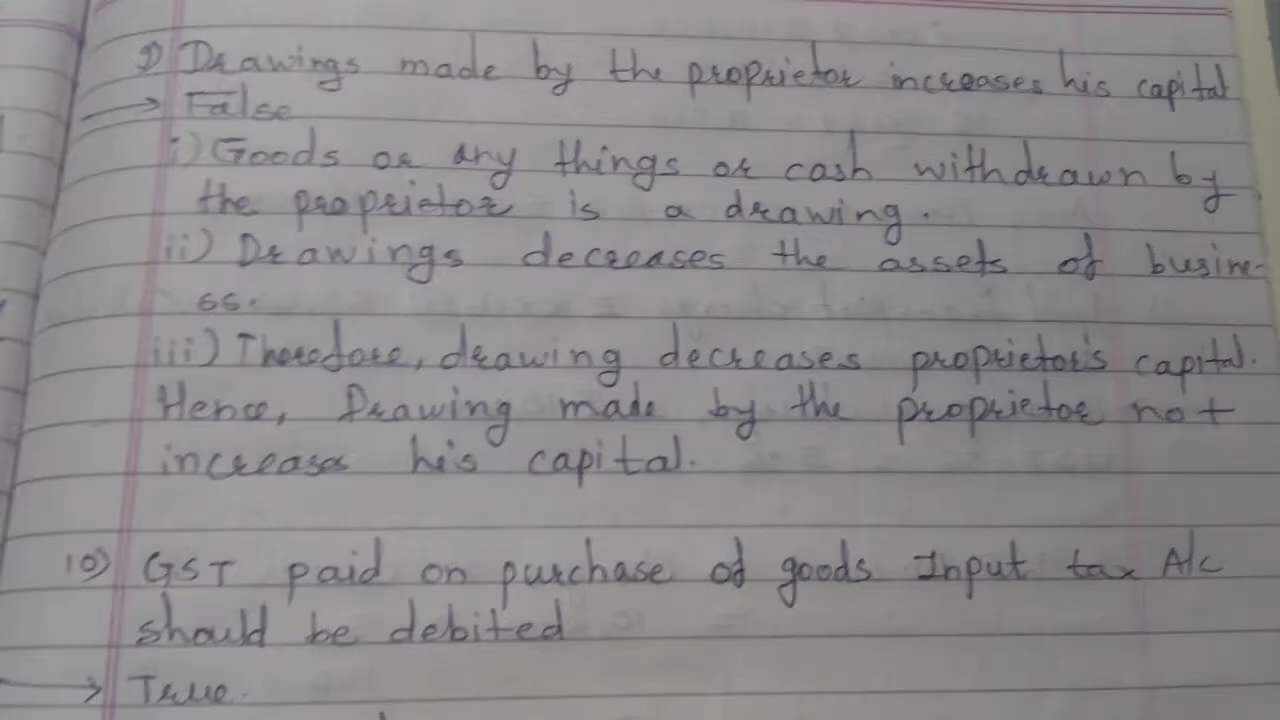 9) Drawings made by the proprietor increases his capital
→ False
i) Goods or any things or cash withdrawn by
the proprietor is a drawing.
ii) Drawings decreases the assets of busine-
ss.
iii) Therefore, drawing decreases proprietor's capital.
Hence, Drawing made by the proprietor not
increases his capital.
10) GST paid on purchase of goods Input tax A/c
should be debited
→ True.